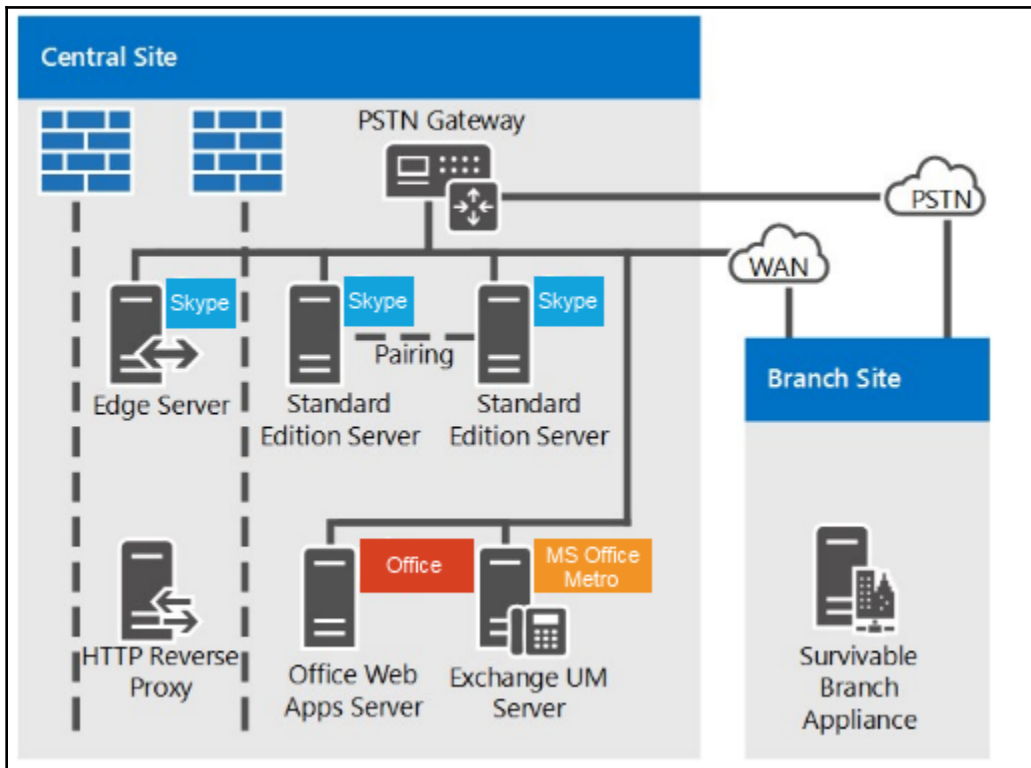 Central Site
PSTN Gateway
PSTN
WAN
Skype
Skype
Skype
Pairing
Edge Server
Standard
Edition Server
Standard
Edition Server
Branch Site
Office
MS Office
Metro
HTTP Reverse
Proxy
Office Web
Apps Server
Exchange UM
Server
Survivable
Branch
Appliance